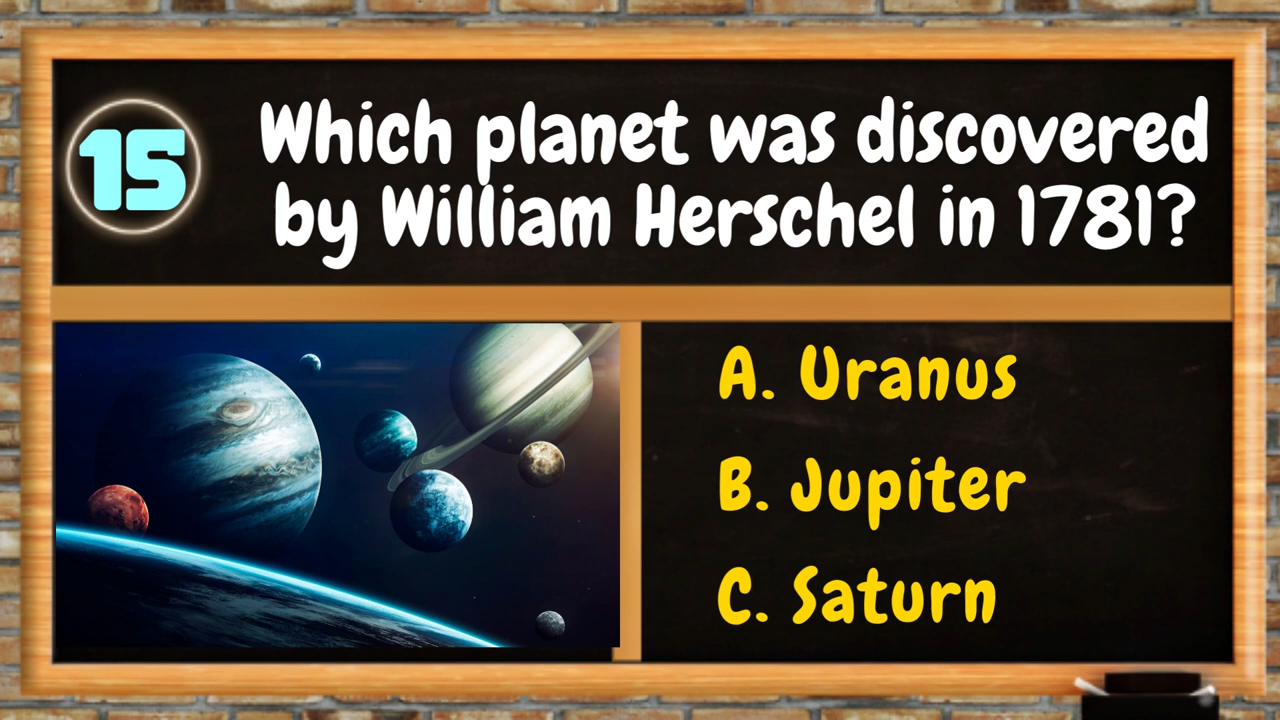 15
Which planet was discovered
by William Herschel in 1781?
A. Uranus
B. Jupiter
C. Saturn